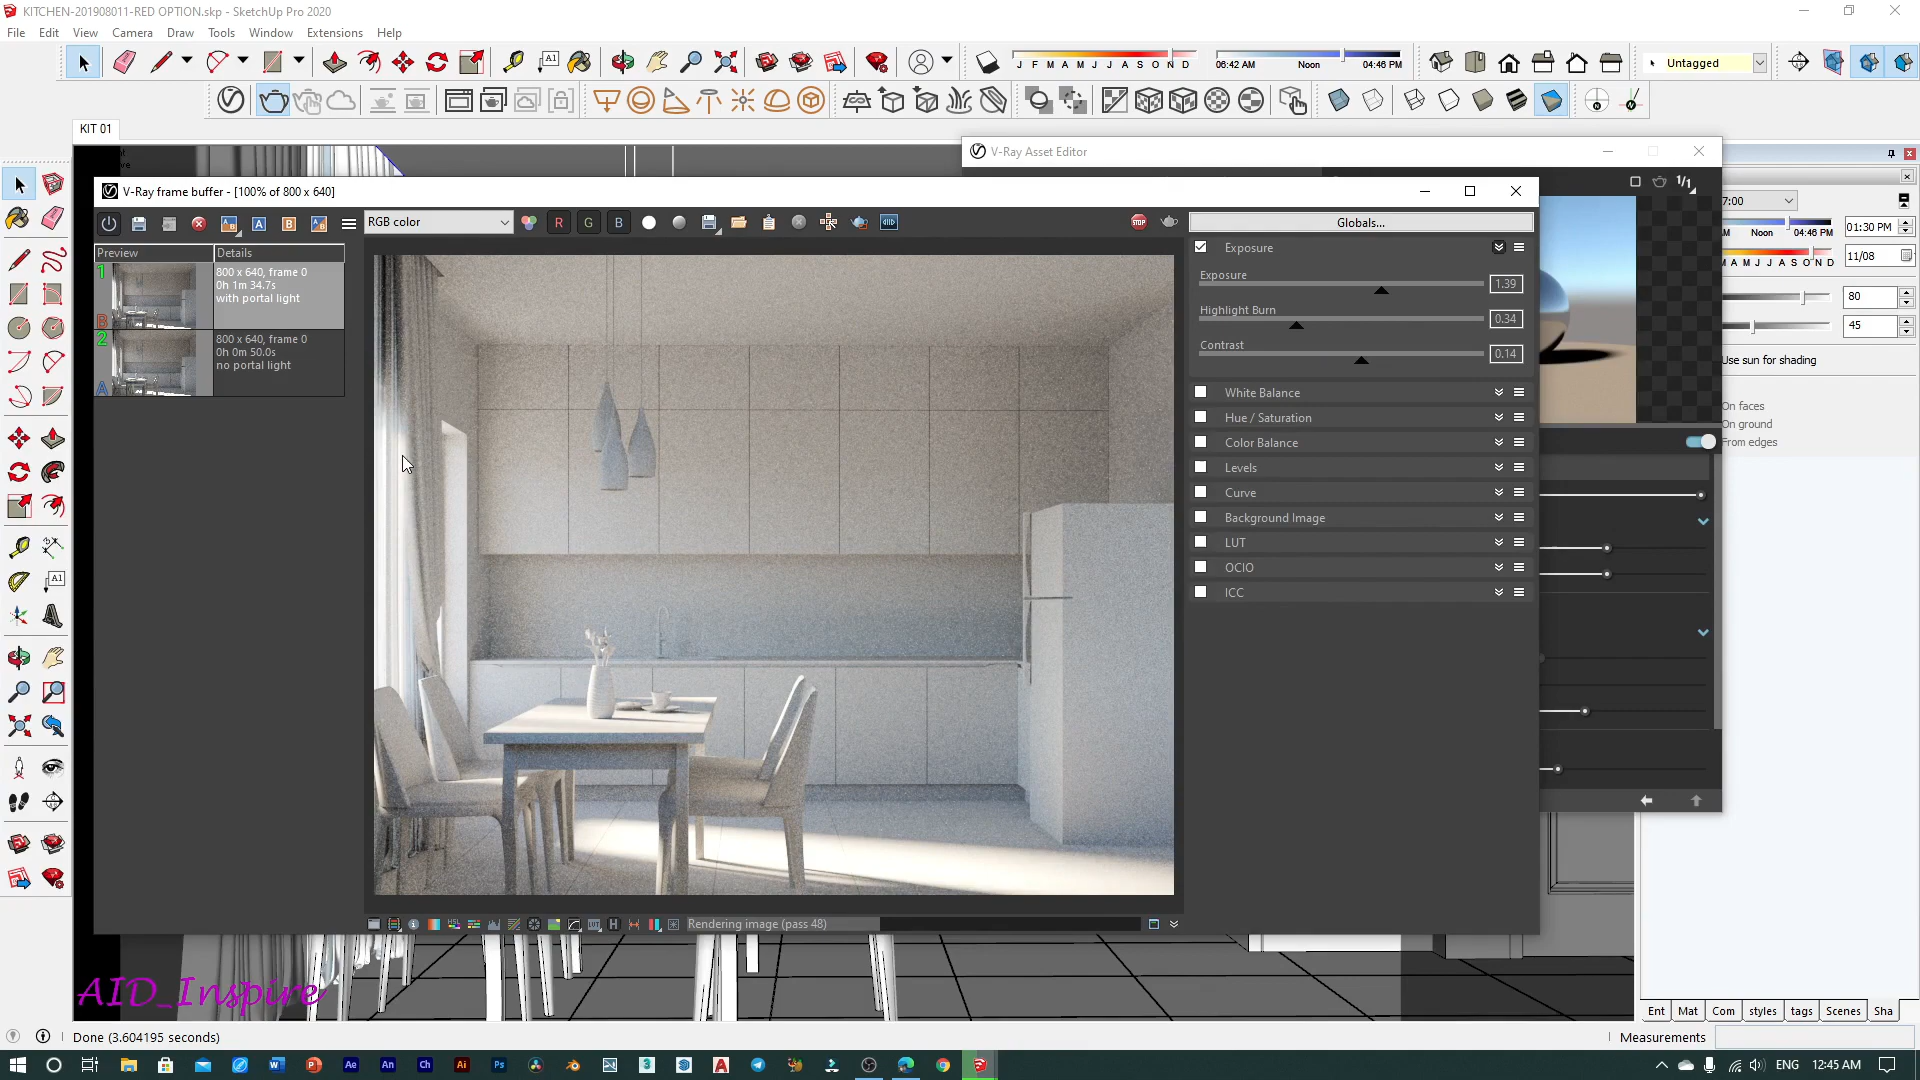 KITCHEN-201908011-RED OPTION.skp - SketchUp Pro 2020
File Edit View Camera Draw Tools Window Extensions Help
J F M A M J J A S O N D
06:42 AM Noon 04:46 PM
Untagged
KIT 01
V-Ray Asset Editor
V-Ray frame buffer - [100% of 800 x 640]
RGB color
R G B
Globals...
Preview Details
1
800 x 640, frame 0
0h 1m 34.7s
with portal light
B
2
800 x 640, frame 0
0h 0m 50.0s
no portal light
A
Exposure
Exposure
1.39
Highlight Burn
0.34
Contrast
0.14
White Balance
Hue / Saturation
Color Balance
Levels
Curve
Background Image
LUT
OCIO
ICC
1/1
7:00
Noon 04:46 PM
01:30 PM
M A M J J A S O N D
11/08
80
45
Use sun for shading
On faces
On ground
From edges
Rendering image (pass 48)
AID_Inspire
Ent Mat Com styles tags Scenes Sha
Done (3.604195 seconds)
Measurements
ENG 12:45 AM